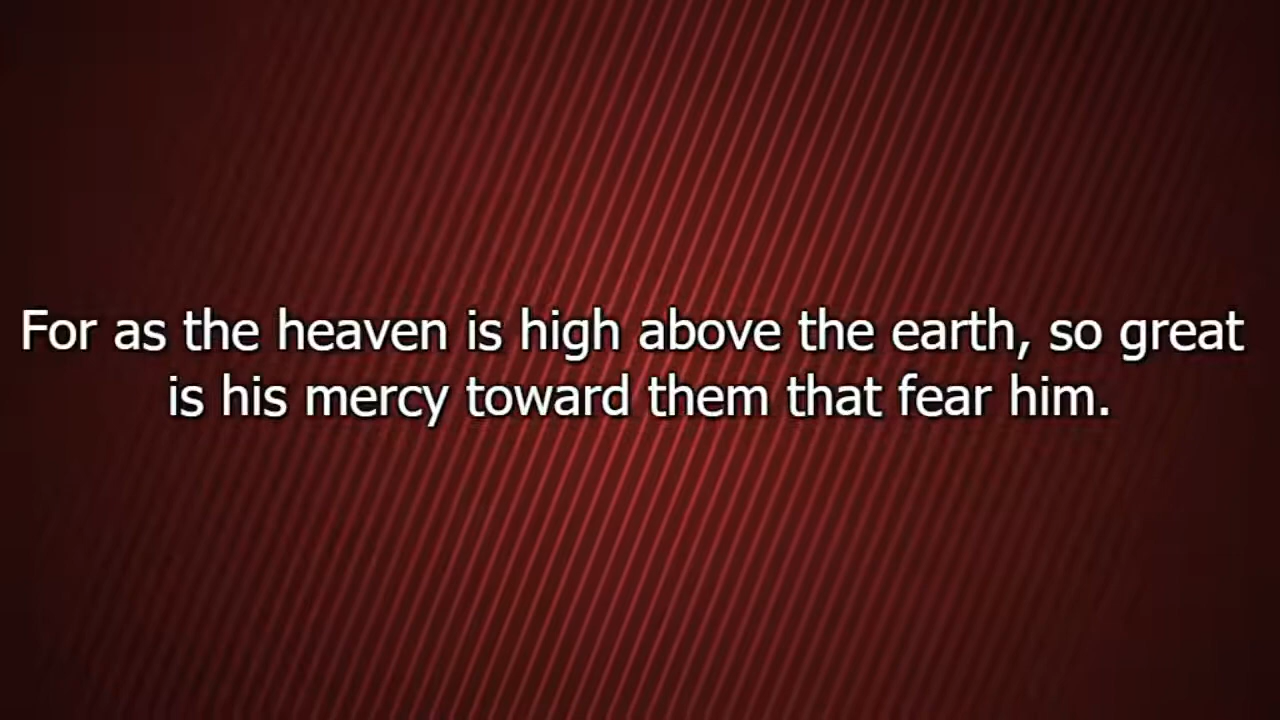 For as the heaven is high above the earth, so great
is his mercy toward them that fear him.